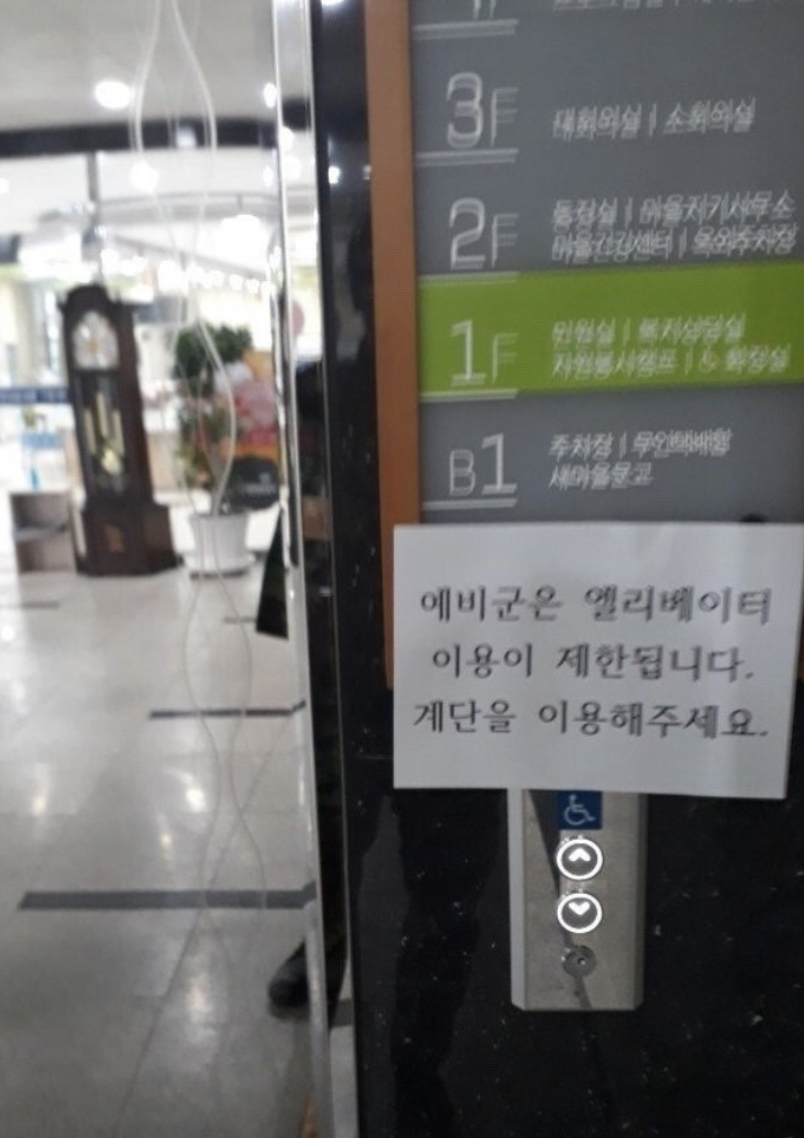 3F
대회의실 | 소회의실
2F
동장실 | 마을지기사무소
마을건강센터 | 옥외주차장
1F
민원실 | 복지상담실
자원봉사캠프 | 화장실
B1
주차장 | 무인택배함
새마을문고
예비군은 엘리베이터
이용이 제한됩니다.
계단을 이용해주세요.